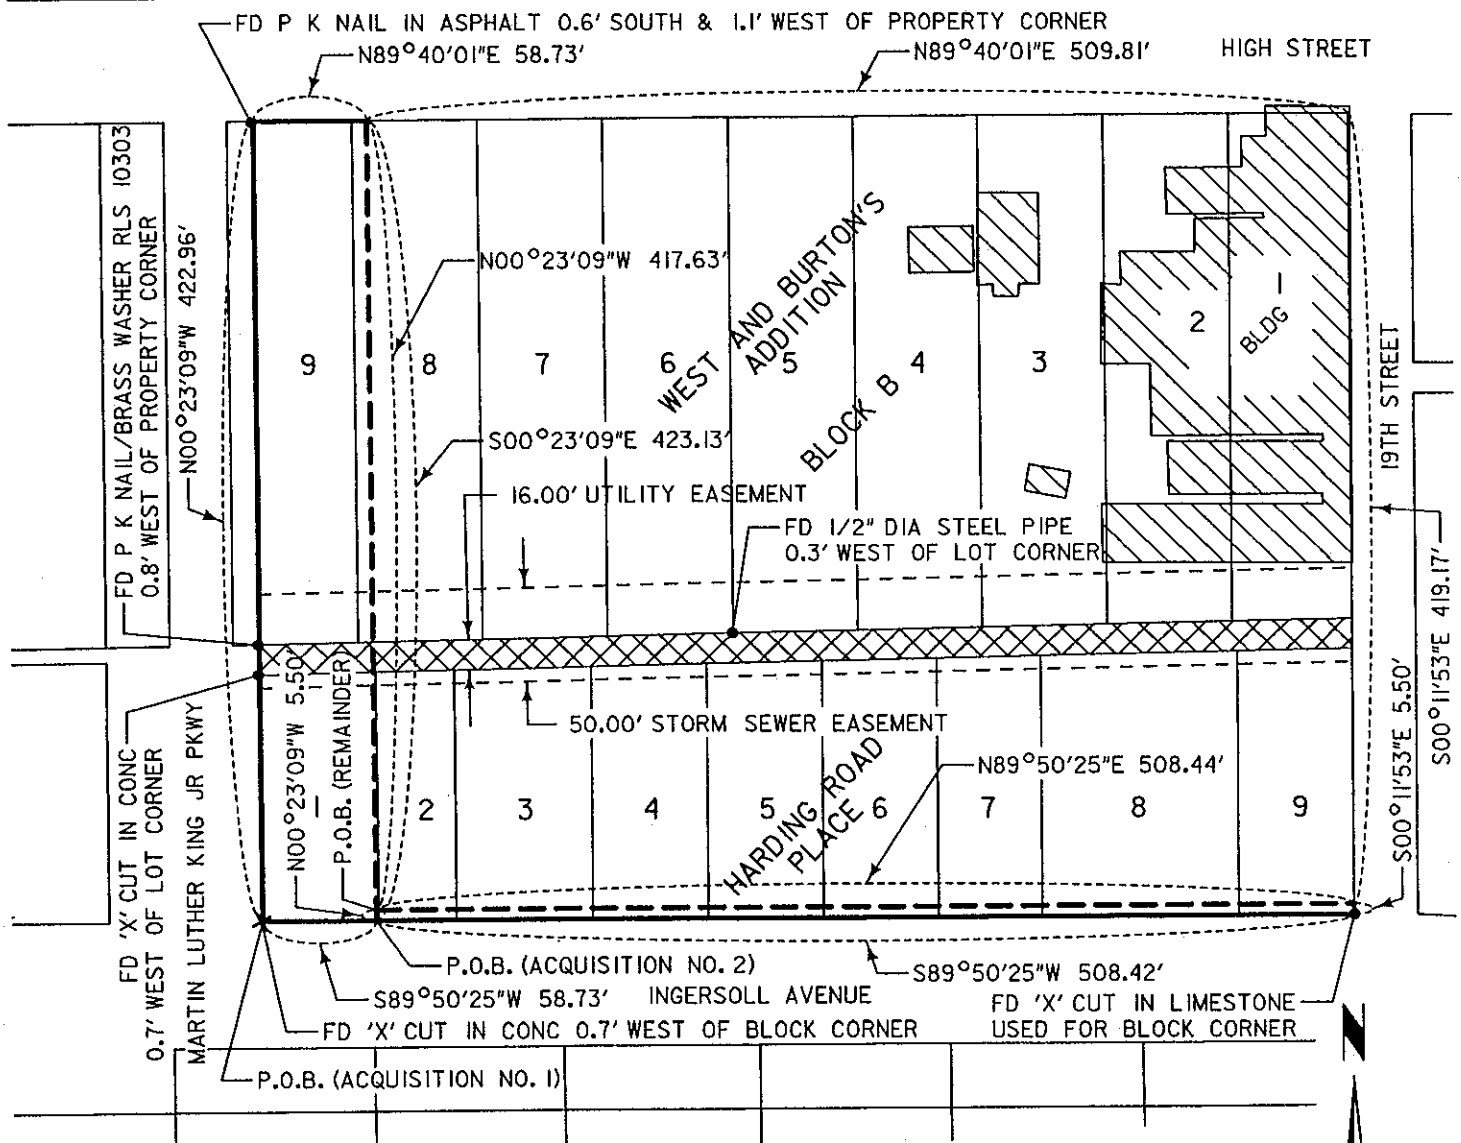 FD P K NAIL IN ASPHALT 0.6' SOUTH & 1.1' WEST OF PROPERTY CORNER
N89°40'01"E 58.73'
N89°40'01"E 509.81'
HIGH STREET
FD P K NAIL/BRASS WASHER RLS 10303
0.8' WEST OF PROPERTY CORNER
N00°23'09"W 422.96'
N00°23'09"W 417.63'
S00°23'09"E 423.13'
WEST AND BURTON'S
ADDITION
BLOCK B
9
8
7
6
5
4
3
2
1
BLDG
19TH STREET
16.00' UTILITY EASEMENT
FD 1/2" DIA STEEL PIPE
0.3' WEST OF LOT CORNER
S00°11'53"E 419.17'
S00°11'53"E 5.50'
FD 'X' CUT IN CONC
0.7' WEST OF LOT CORNER
MARTIN LUTHER KING JR PKWY
N00°23'09"W 5.50'
P.O.B. (REMAINDER)
50.00' STORM SEWER EASEMENT
N89°50'25"E 508.44'
HARDING ROAD
PLACE
1
2
3
4
5
6
7
8
9
P.O.B. (ACQUISITION NO. 2)
S89°50'25"W 508.42'
S89°50'25"W 58.73'
INGERSOLL AVENUE
FD 'X' CUT IN LIMESTONE
USED FOR BLOCK CORNER
FD 'X' CUT IN CONC 0.7' WEST OF BLOCK CORNER
P.O.B. (ACQUISITION NO. 1)
N